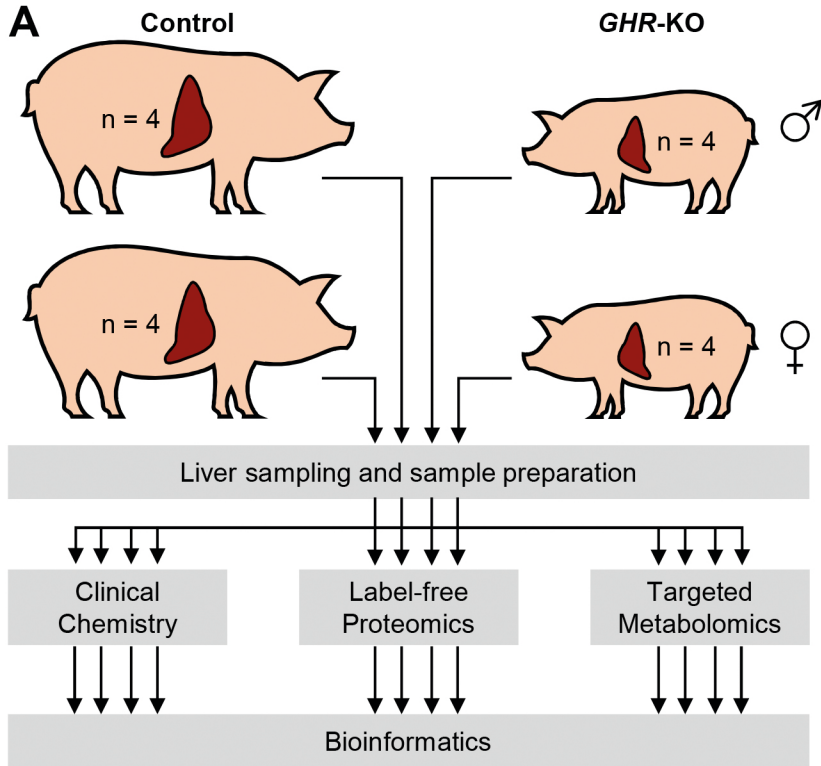 A
Control
GHR-KO
n = 4
n = 4
♂
n = 4
n = 4
♀
Liver sampling and sample preparation
Clinical
Chemistry
Label-free
Proteomics
Targeted
Metabolomics
Bioinformatics